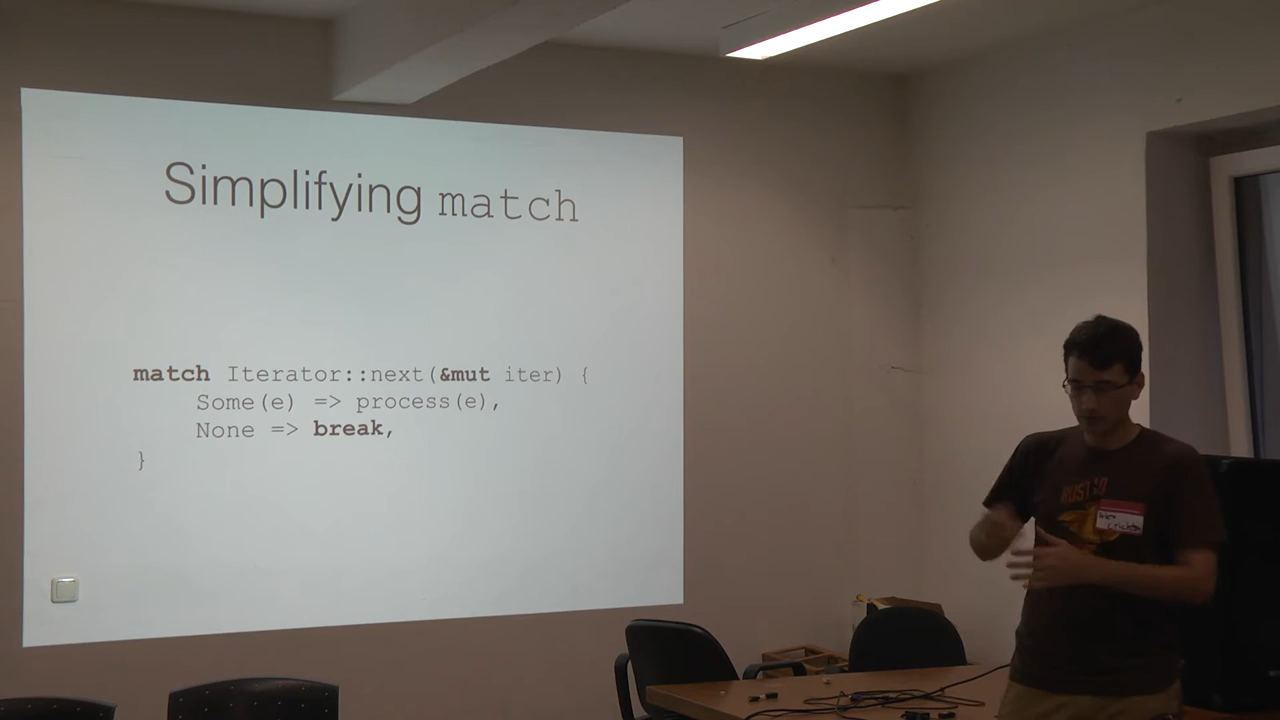 Simplifying match
match Iterator::next(&mut iter) {
    Some(e) => process(e),
    None => break,
}